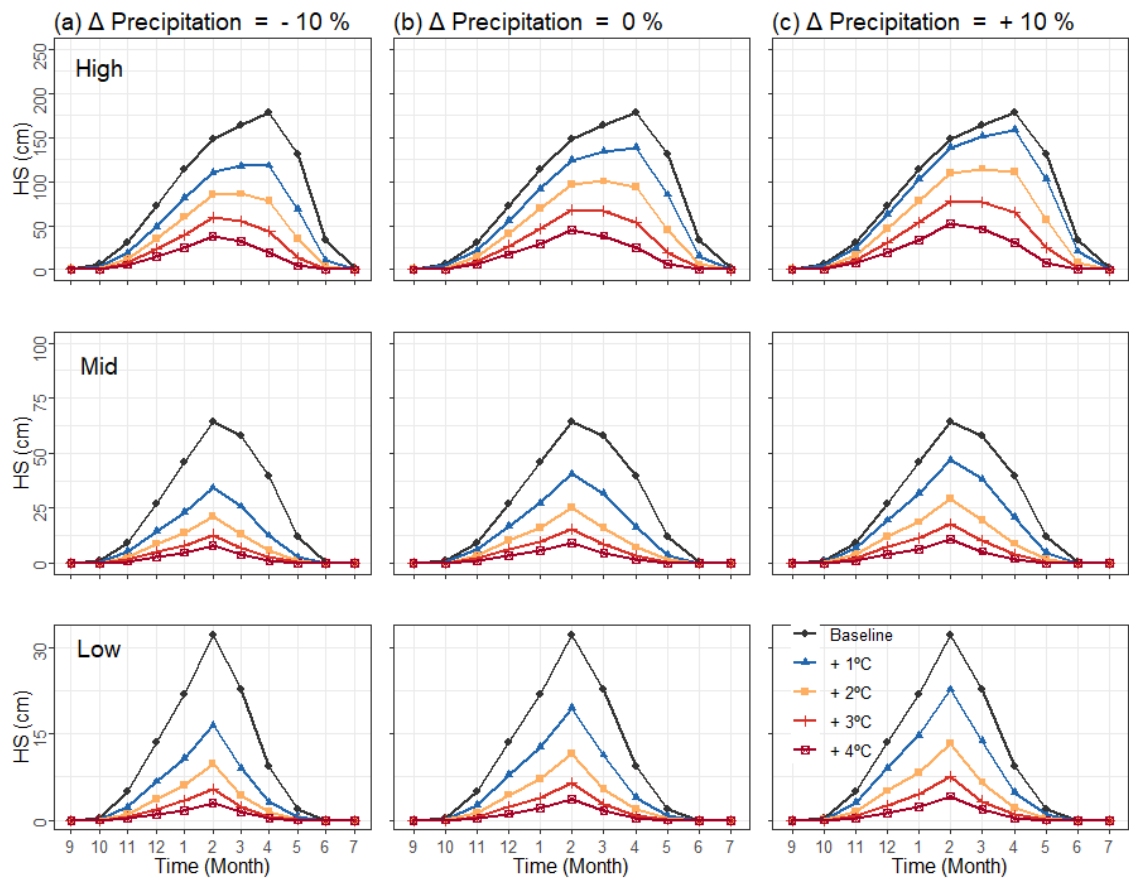 (a) Δ Precipitation = - 10 %
(b) Δ Precipitation = 0 %
(c) Δ Precipitation = + 10 %
High
HS (cm)
250
200
150
100
50
0
Mid
HS (cm)
100
75
50
25
0
Low
HS (cm)
30
15
0
Baseline
+ 1ºC
+ 2ºC
+ 3ºC
+ 4ºC
9 10 11 12 1 2 3 4 5 6 7
9 10 11 12 1 2 3 4 5 6 7
9 10 11 12 1 2 3 4 5 6 7
Time (Month)
Time (Month)
Time (Month)